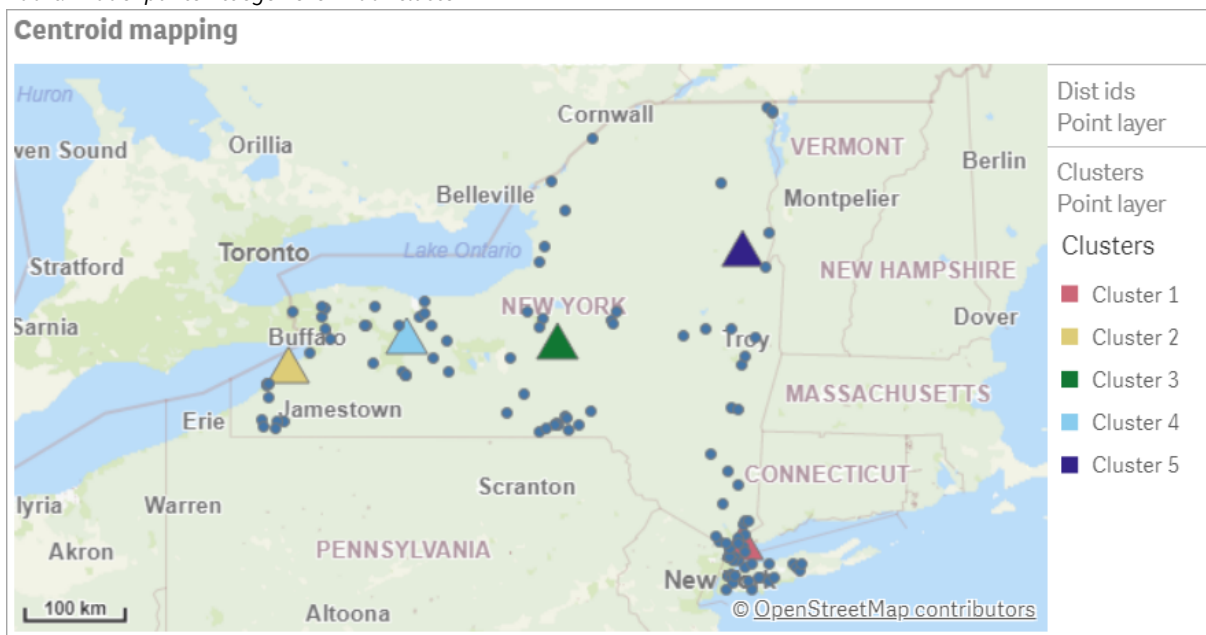 Centroid mapping
Huron
Cornwall
Dist ids
Point layer
wen Sound
Orillia
VERMONT
Berlin
Clusters
Point layer
Belleville
Montpelier
Toronto
Lake Ontario
Clusters
Stratford
NEW HAMPSHIRE
Cluster 1
NEW YORK
Sarnia
Dover
Cluster 2
Buffalo
Troy
Cluster 3
Jamestown
MASSACHUSETTS
Erie
Cluster 4
CONNECTICUT
Cluster 5
Scranton
lyria
Warren
Akron
PENNSYLVANIA
New
100 km
Altoona
© OpenStreetMap contributors